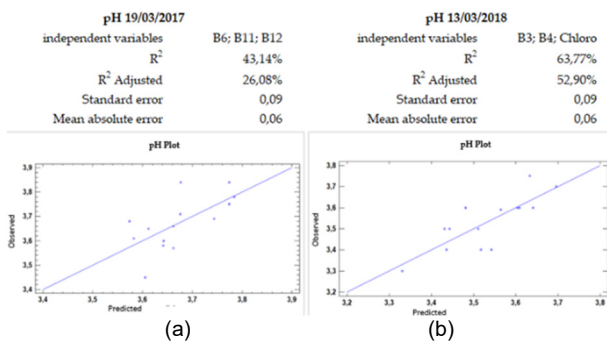 pH 19/03/2017
independent variables B6; B11; B12
R² 43,14%
R² Adjusted 26,08%
Standard error 0,09
Mean absolute error 0,06
pH Plot
3,9
3,8
3,7
3,6
3,5
3,4
Observed
3,4 3,5 3,6 3,7 3,8 3,9
Predicted
(a)
pH 13/03/2018
independent variables B3; B4; Chloro
R² 63,77%
R² Adjusted 52,90%
Standard error 0,09
Mean absolute error 0,06
pH Plot
3,8
3,7
3,6
3,5
3,4
3,3
3,2
Observed
3,2 3,3 3,4 3,5 3,6 3,7 3,8
Predicted
(b)